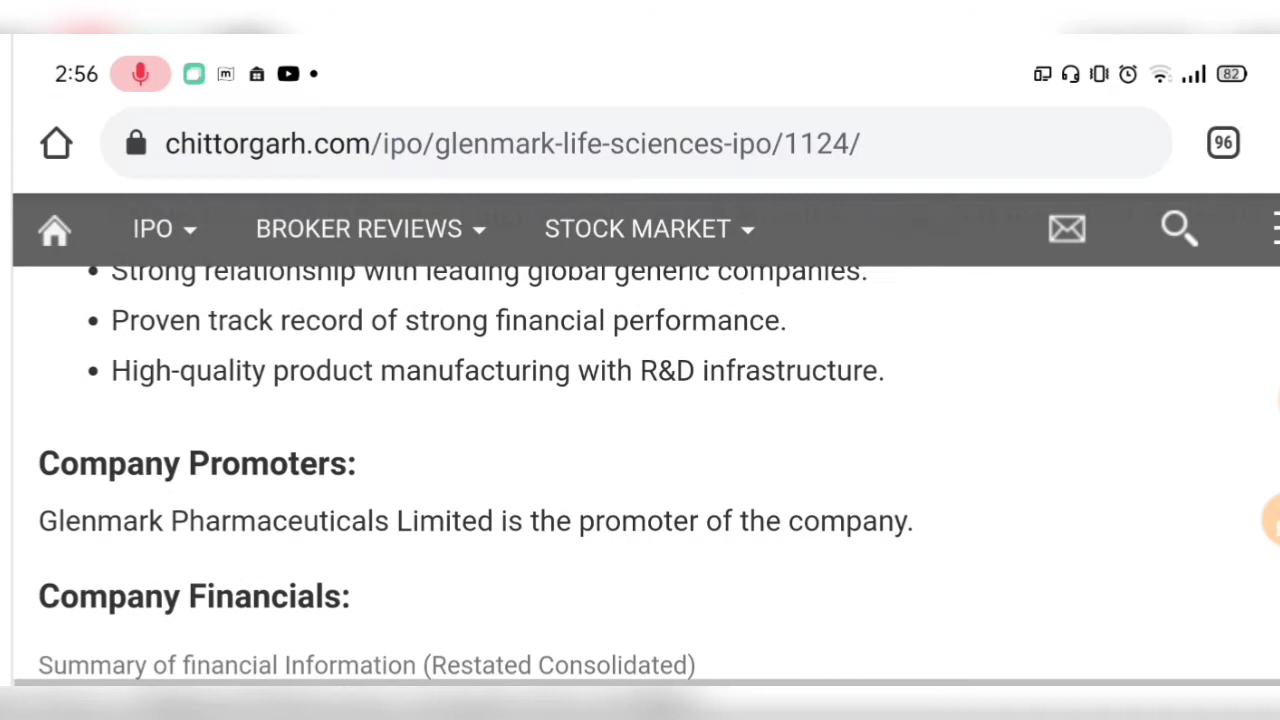 2:56
82
chittorgarh.com/ipo/glenmark-life-sciences-ipo/1124/
96
IPO BROKER REVIEWS STOCK MARKET
• Strong relationship with leading global generic companies.
• Proven track record of strong financial performance.
• High-quality product manufacturing with R&D infrastructure.
Company Promoters:
Glenmark Pharmaceuticals Limited is the promoter of the company.
Company Financials:
Summary of financial Information (Restated Consolidated)